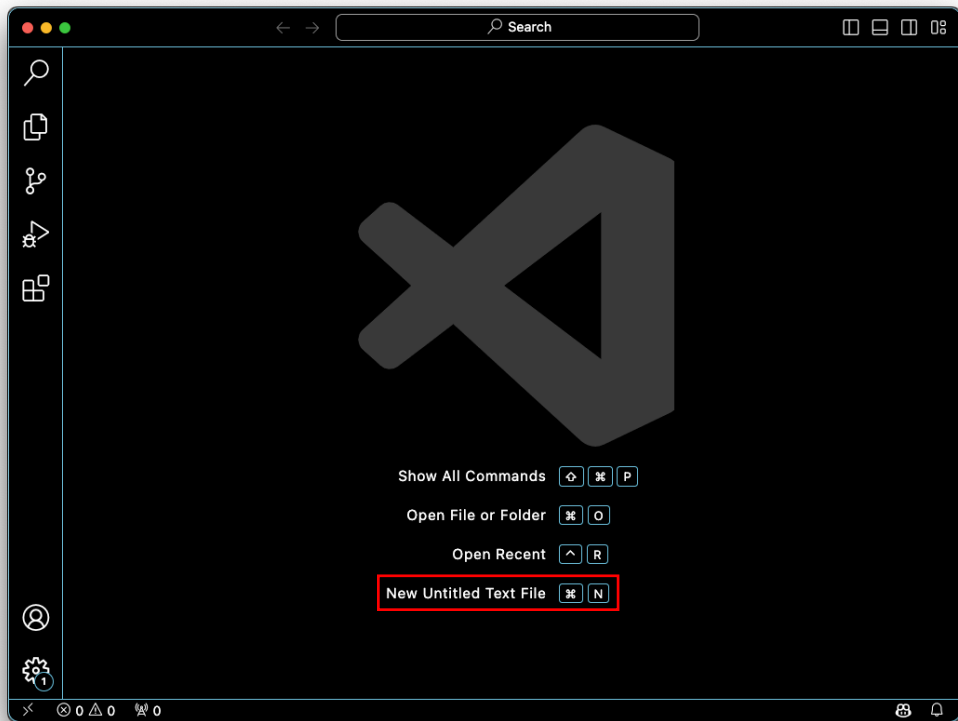 Search
Show All Commands ⇧ ⌘ P
Open File or Folder ⌘ O
Open Recent ^ R
New Untitled Text File ⌘ N
1
0 0 0